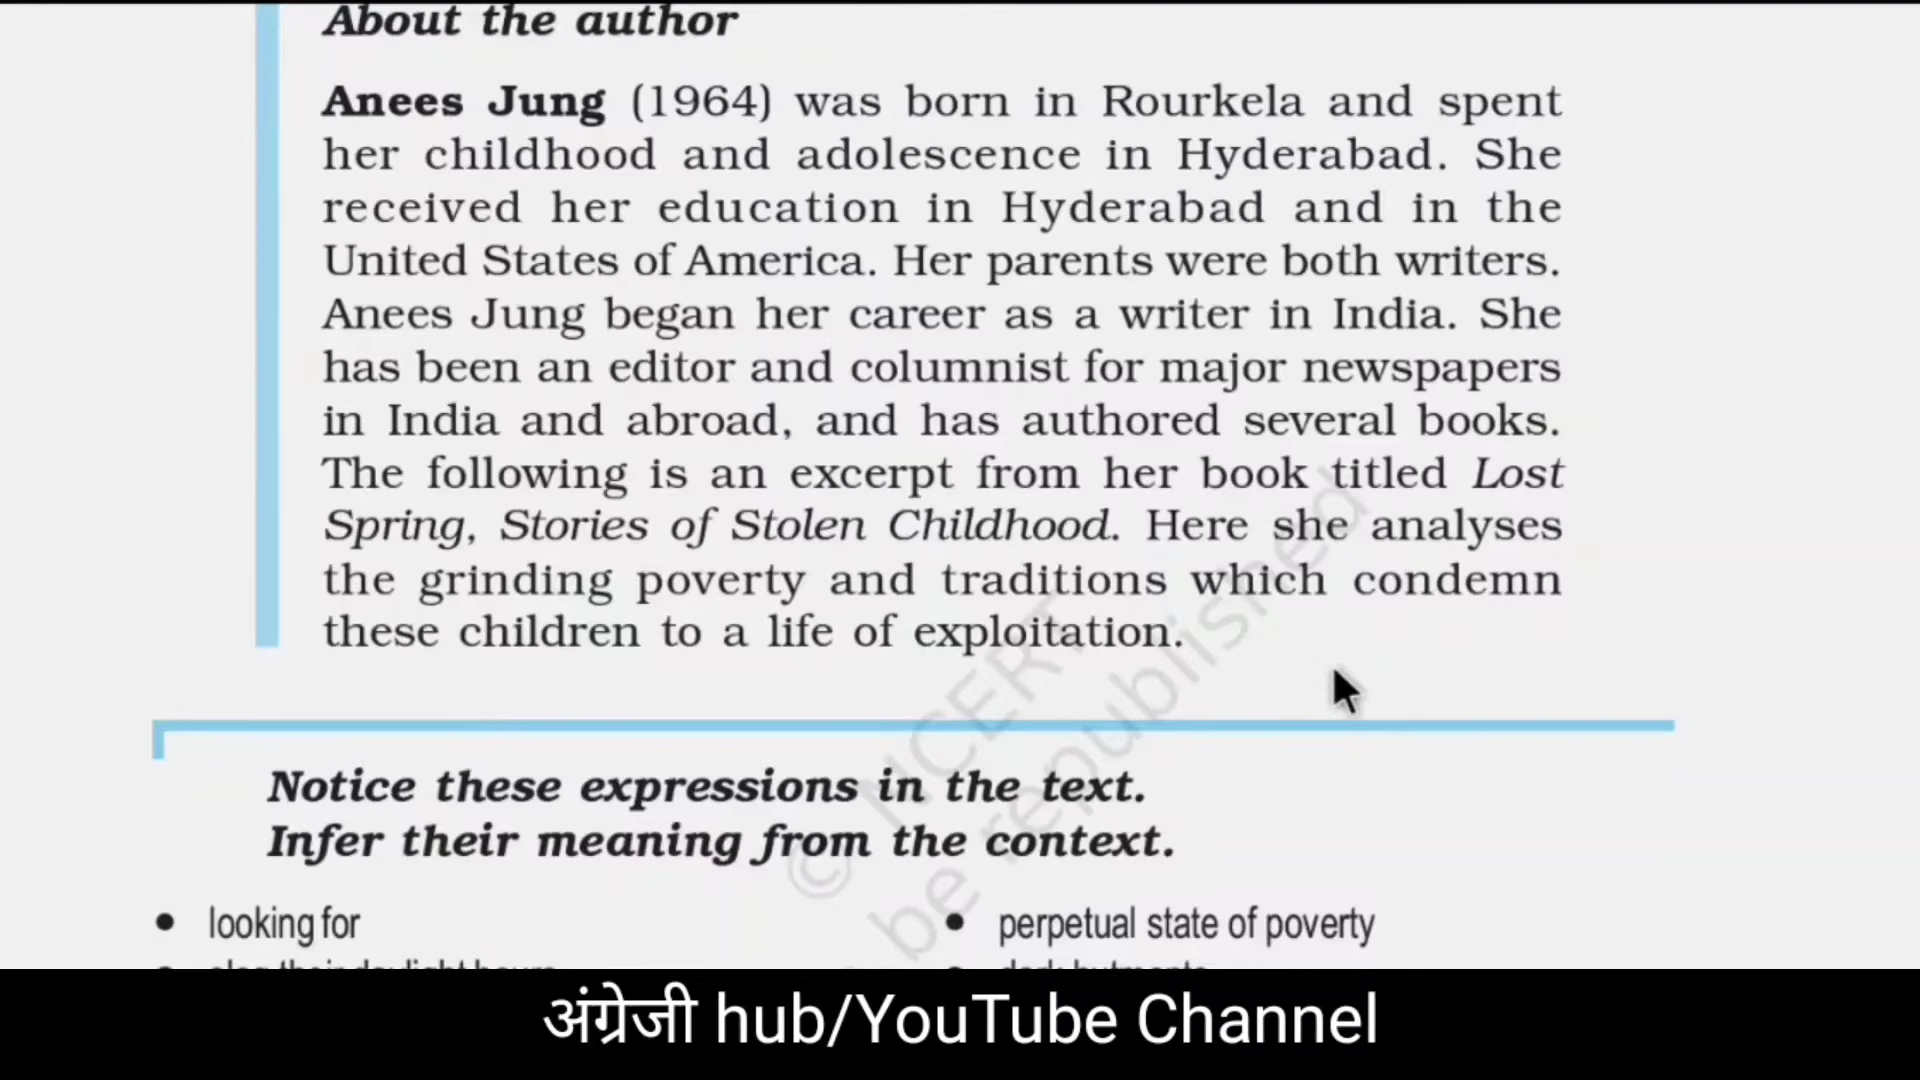 About the author
Anees Jung (1964) was born in Rourkela and spent
her childhood and adolescence in Hyderabad. She
received her education in Hyderabad and in the
United States of America. Her parents were both writers.
Anees Jung began her career as a writer in India. She
has been an editor and columnist for major newspapers
in India and abroad, and has authored several books.
The following is an excerpt from her book titled Lost
Spring, Stories of Stolen Childhood. Here she analyses
the grinding poverty and traditions which condemn
these children to a life of exploitation.
© NCERT
be republished
Notice these expressions in the text.
Infer their meaning from the context.
• looking for
• perpetual state of poverty
अंग्रेजी hub/YouTube Channel